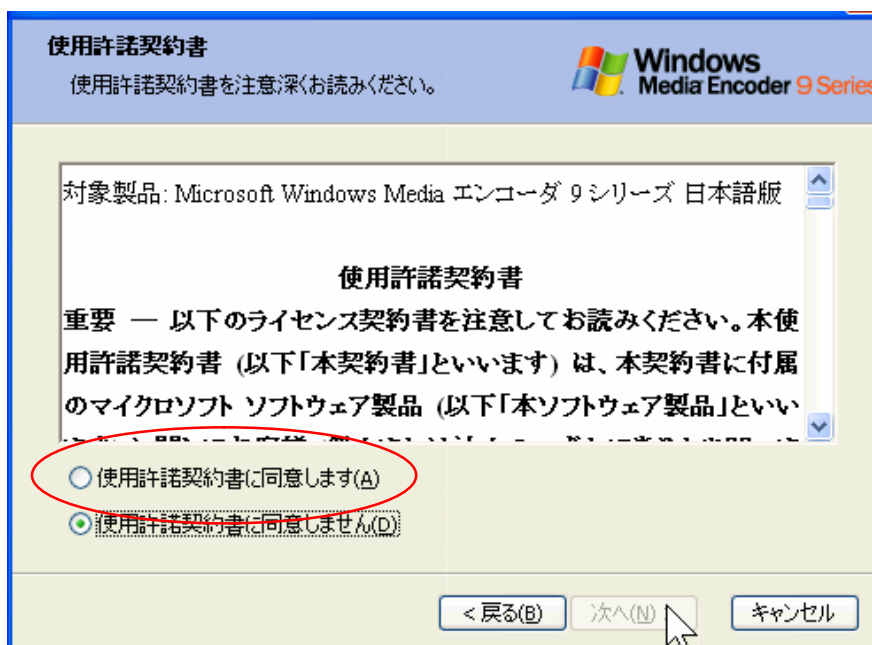 使用許諾契約書
使用許諾契約書を注意深くお読みください。
Windows
Media Encoder 9 Series
対象製品: Microsoft Windows Media エンコーダ 9 シリーズ 日本語版
使用許諾契約書
重要 ― 以下のライセンス契約書を注意してお読みください。本使
用許諾契約書 (以下「本契約書」といいます) は、本契約書に付属
のマイクロソフト ソフトウェア製品 (以下「本ソフトウェア製品」といい
使用許諾契約書に同意します(A)
使用許諾契約書に同意しません(D)
< 戻る(B)
次へ(N)
キャンセル